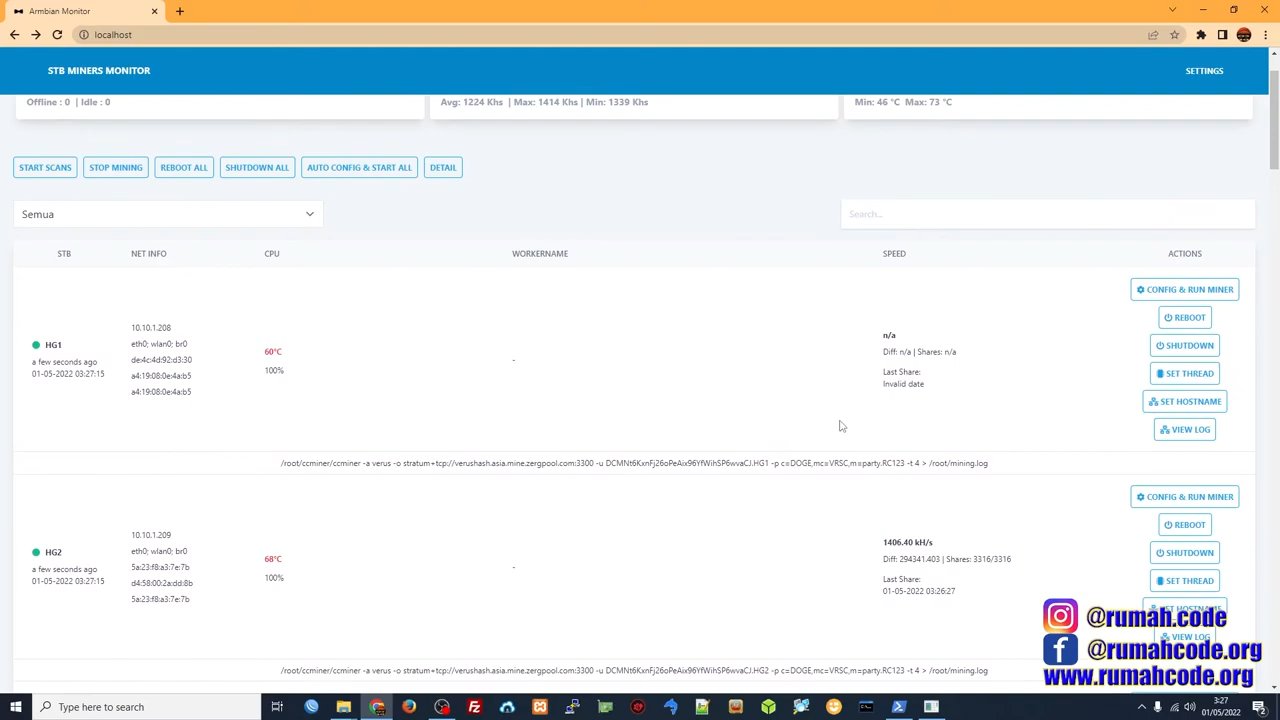 Armbian Monitor
localhost
STB MINERS MONITOR
SETTINGS
Offline : 0 | Idle : 0
Avg: 1224 Khs | Max: 1414 Khs | Min: 1339 Khs
Min: 46 °C Max: 73 °C
START SCANS
STOP MINING
REBOOT ALL
SHUTDOWN ALL
AUTO CONFIG & START ALL
DETAIL
Semua
Search...
STB NET INFO CPU WORKERNAME SPEED ACTIONS
HG1
a few seconds ago
01-05-2022 03:27:15
10.10.1.208
eth0; wlan0; br0
de:4c:4d:92:d3:30
a4:19:08:0e:4a:b5
a4:19:08:0e:4a:b5
60°C
100%
-
n/a
Diff: n/a | Shares: n/a
Last Share:
Invalid date
CONFIG & RUN MINER
REBOOT
SHUTDOWN
SET THREAD
SET HOSTNAME
VIEW LOG
/root/ccminer/ccminer -a verus -o stratum+tcp://verushash.asia.mine.zergpool.com:3300 -u DCMNt6KxnFj26oPeAix96YfWihSP6wvaCJ.HG1 -p c=DOGE,mc=VRSC,m=party.RC123 -t 4 > /root/mining.log
HG2
a few seconds ago
01-05-2022 03:27:15
10.10.1.209
eth0; wlan0; br0
5a:23:f8:a3:7e:7b
d4:58:00:2a:dd:8b
5a:23:f8:a3:7e:7b
68°C
100%
-
1406.40 kH/s
Diff: 294341.403 | Shares: 3316/3316
Last Share:
01-05-2022 03:26:27
CONFIG & RUN MINER
REBOOT
SHUTDOWN
SET THREAD
SET HOSTNAME
VIEW LOG
/root/ccminer/ccminer -a verus -o stratum+tcp://verushash.asia.mine.zergpool.com:3300 -u DCMNt6KxnFj26oPeAix96YfWihSP6wvaCJ.HG2 -p c=DOGE,mc=VRSC,m=party.RC123 -t 4 > /root/mining.log
@rumah.code
@rumahcode.org
www.rumahcode.org
Type here to search
3:27
01/05/2022
2